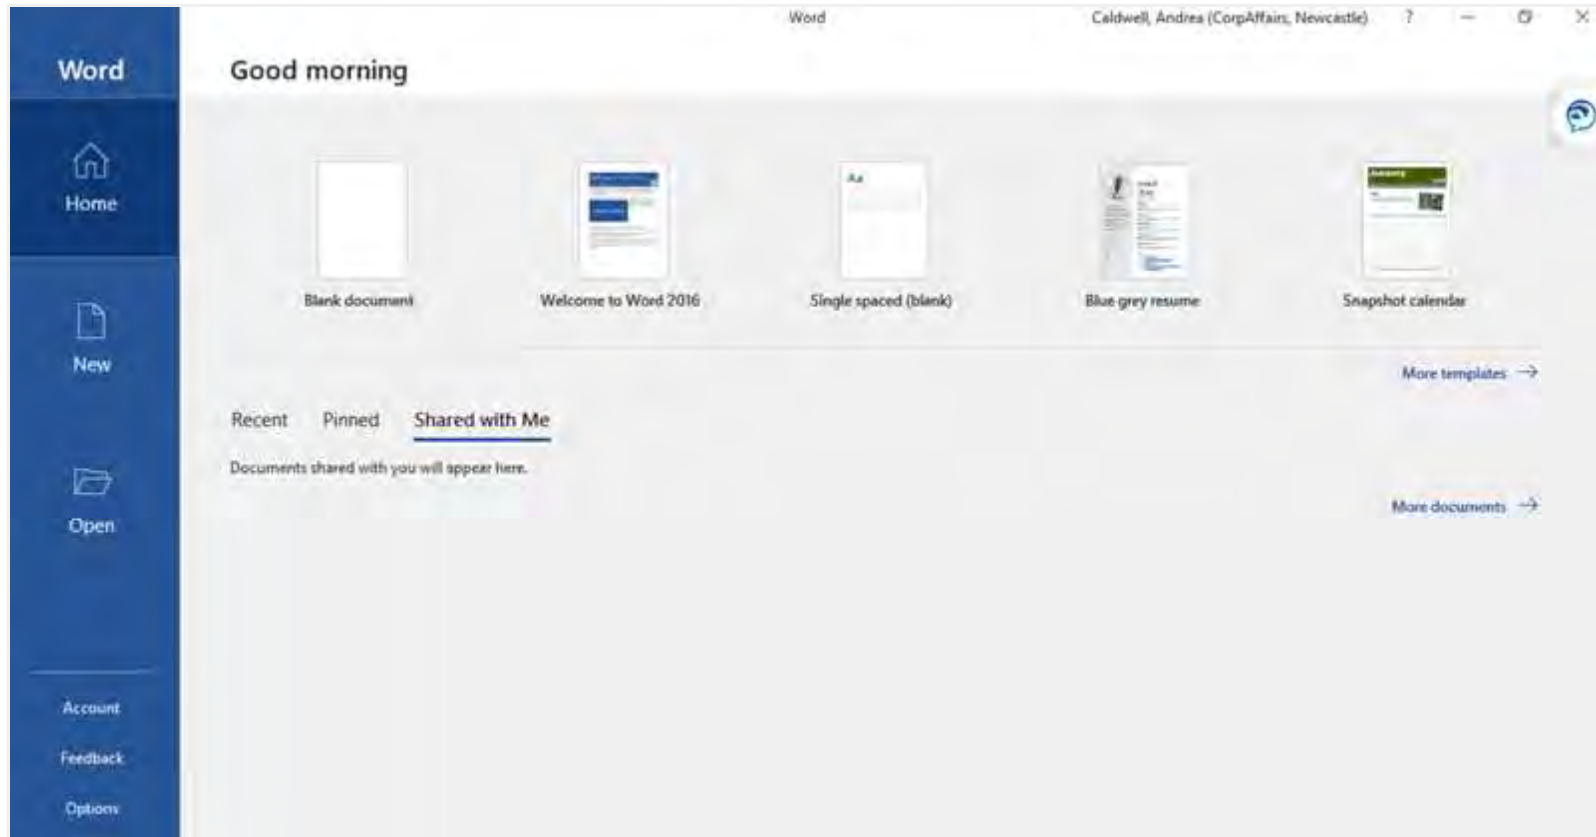 Word
Caldwell, Andrea (CorpAffairs, Newcastle) ?
Word
Good morning
Home
New
Open
Account
Feedback
Options
Aa
Blank document
Welcome to Word 2016
Single spaced (blank)
Blue grey resume
Snapshot calendar
More templates →
Recent Pinned Shared with Me
Documents shared with you will appear here.
More documents →